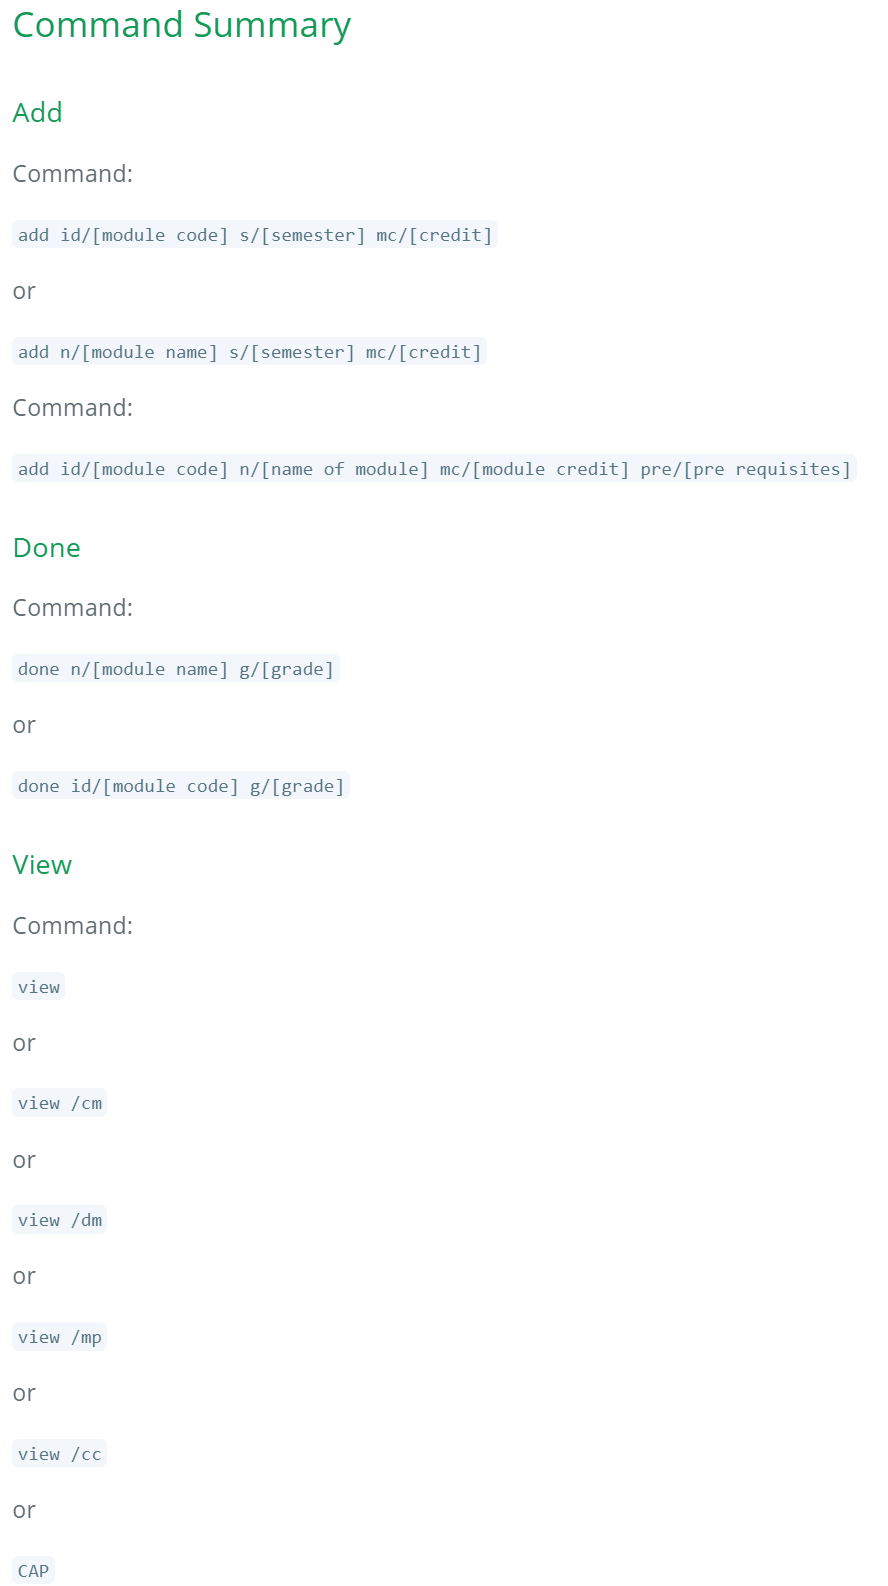 Command Summary
Add
Command:
add id/[module code] s/[semester] mc/[credit]
or
add n/[module name] s/[semester] mc/[credit]
Command:
add id/[module code] n/[name of module] mc/[module credit] pre/[pre requisites]
Done
Command:
done n/[module name] g/[grade]
or
done id/[module code] g/[grade]
View
Command:
view
or
view /cm
or
view /dm
or
view /mp
or
view /cc
or
CAP